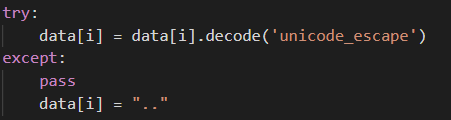 try:
    data[i] = data[i].decode('unicode_escape')
except:
    pass
    data[i] = ".."